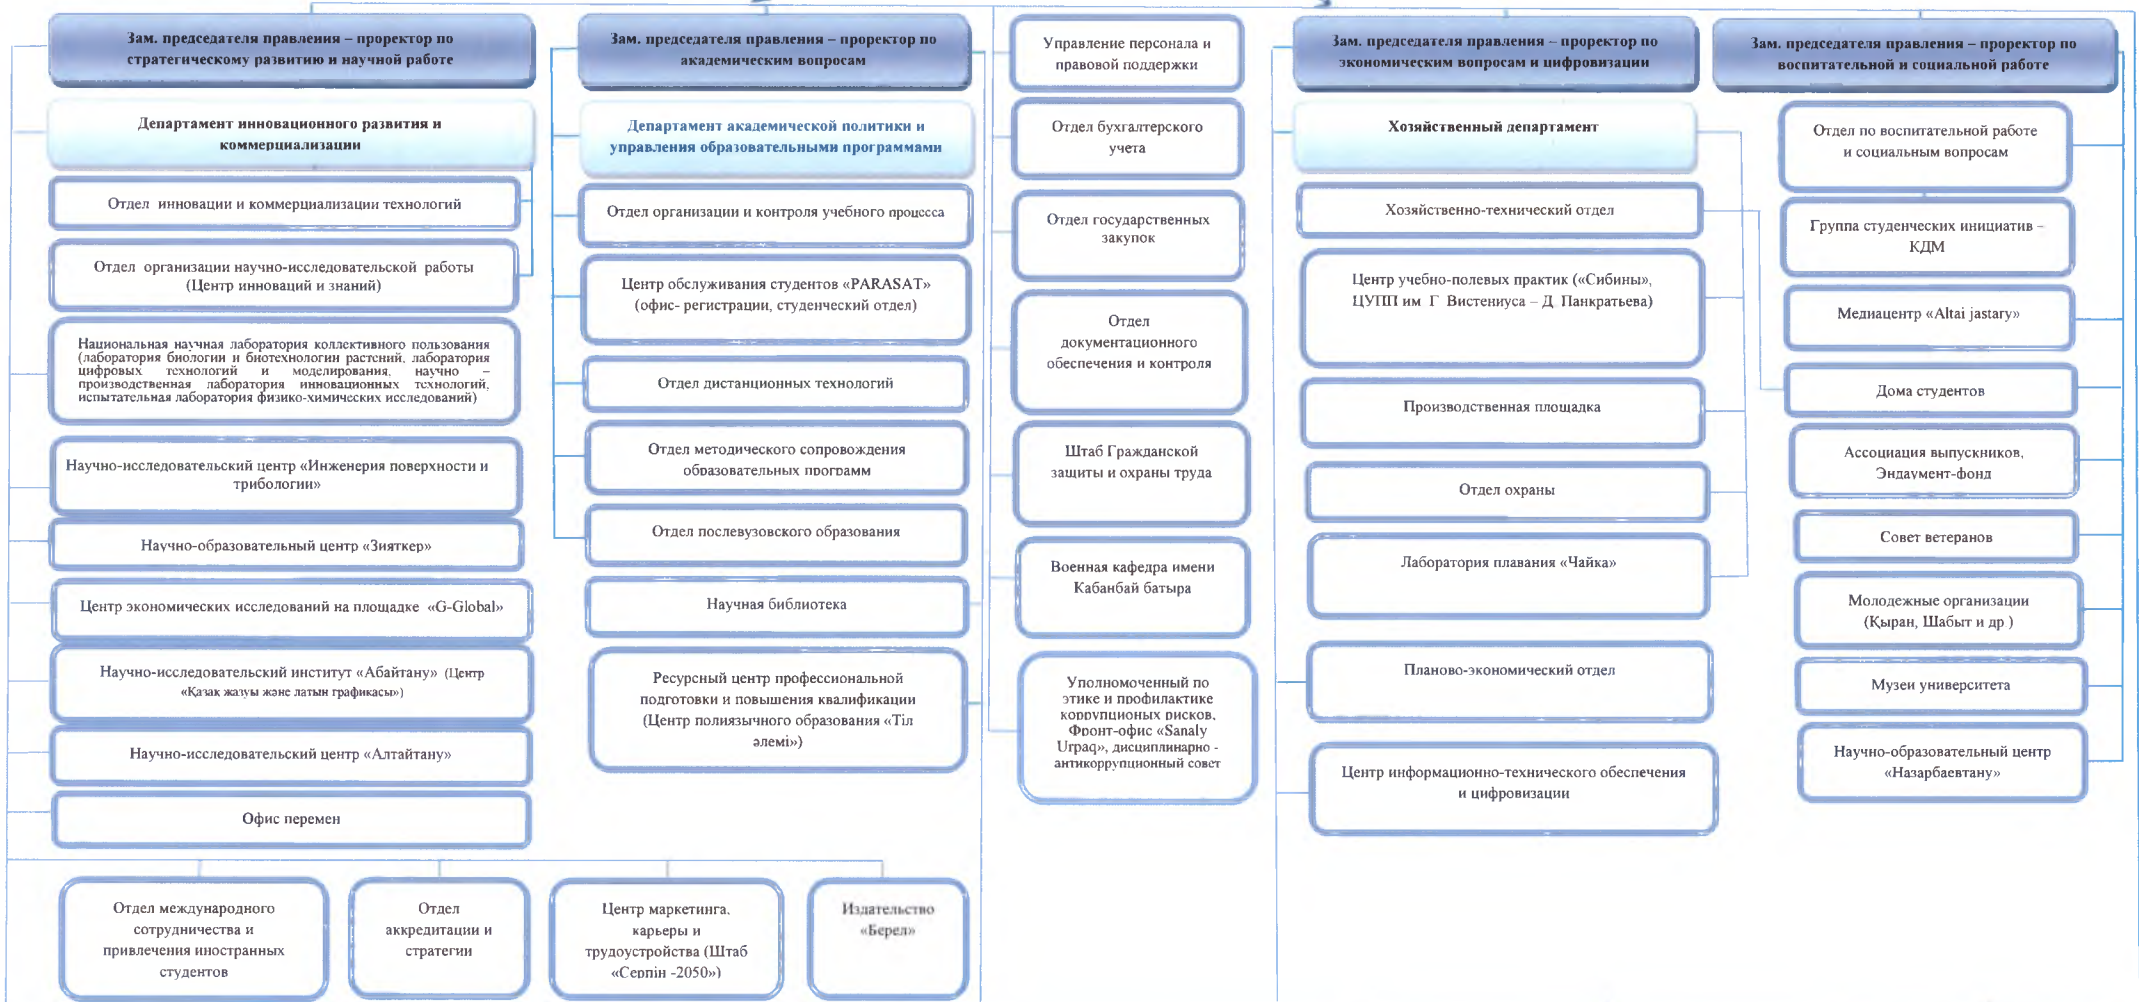 Зам. председателя правления – проректор по
стратегическому развитию и научной работе
Департамент инновационного развития и
коммерциализации
Отдел инновации и коммерциализации технологий
Отдел организации научно-исследовательской работы
(Центр инноваций и знаний)
Национальная научная лаборатория коллективного пользования
(лаборатория биологии и биотехнологии растений, лаборатория
цифровых технологий и моделирования, научно –
производственная лаборатория инновационных технологий,
испытательная лаборатория физико-химических исследований)
Научно-исследовательский центр «Инженерия поверхности и
трибологии»
Научно-образовательный центр «Зияткер»
Центр экономических исследований на площадке «G-Global»
Научно-исследовательский институт «Абайтану» (Центр
«Қазақ жазуы және латын графикасы»)
Научно-исследовательский центр «Алтайтану»
Офис перемен
Зам. председателя правления – проректор по
академическим вопросам
Департамент академической политики и
управления образовательными программами
Отдел организации и контроля учебного процесса
Центр обслуживания студентов «PARASAT»
(офис- регистрации, студенческий отдел)
Отдел дистанционных технологий
Отдел методического сопровождения
образовательных программ
Отдел послевузовского образования
Научная библиотека
Ресурсный центр профессиональной
подготовки и повышения квалификации
(Центр полиязычного образования «Тіл
әлемі»)
Управление персонала и
правовой поддержки
Отдел бухгалтерского
учета
Отдел государственных
закупок
Отдел
документационного
обеспечения и контроля
Штаб Гражданской
защиты и охраны труда
Военная кафедра имени
Кабанбай батыра
Уполномоченный по
этике и профилактике
коррупционых рисков,
Фронт-офис «Sanaly
Urpaq», дисциплинарно -
антикоррупционный совет
Зам. председателя правления – проректор по
экономическим вопросам и цифровизации
Хозяйственный департамент
Хозяйственно-технический отдел
Центр учебно-полевых практик («Сибины»,
ЦУПП им Г Вистениуса – Д Панкратьева)
Производственная площадка
Отдел охраны
Лаборатория плавания «Чайка»
Планово-экономический отдел
Центр информационно-технического обеспечения
и цифровизации
Зам. председателя правления – проректор по
воспитательной и социальной работе
Отдел по воспитательной работе
и социальным вопросам
Группа студенческих инициатив –
КДМ
Медиацентр «Altai jastary»
Дома студентов
Ассоциация выпускников,
Эндаумент-фонд
Совет ветеранов
Молодежные организации
(Қыран, Шабыт и др )
Музеи университета
Научно-образовательный центр
«Назарбаевтану»
Отдел международного
сотрудничества и
привлечения иностранных
студентов
Отдел
аккредитации и
стратегии
Центр маркетинга,
карьеры и
трудоустройства (Штаб
«Серпін -2050»)
Издательство
«Берел»